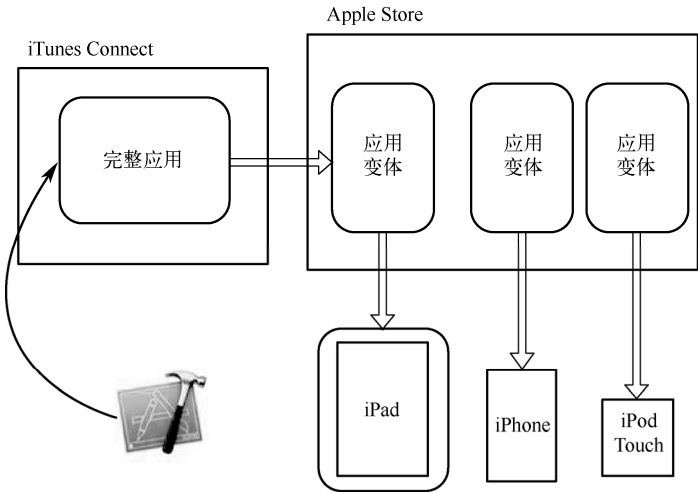 Apple Store
iTunes Connect
完整应用
应用
变体
应用
变体
应用
变体
iPad
iPhone
iPod
Touch